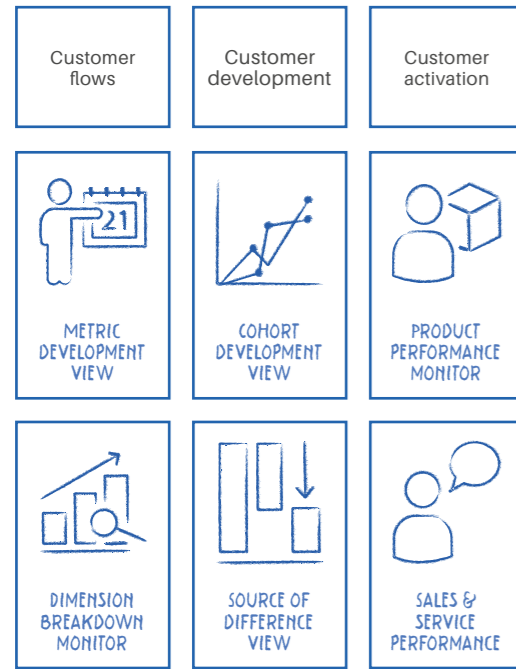 Customer
flows
Customer
development
Customer
activation
21
METRIC
DEVELOPMENT
VIEW
COHORT
DEVELOPMENT
VIEW
PRODUCT
PERFORMANCE
MONITOR
DIMENSION
BREAKDOWN
MONITOR
SOURCE OF
DIFFERENCE
VIEW
SALES &
SERVICE
PERFORMANCE